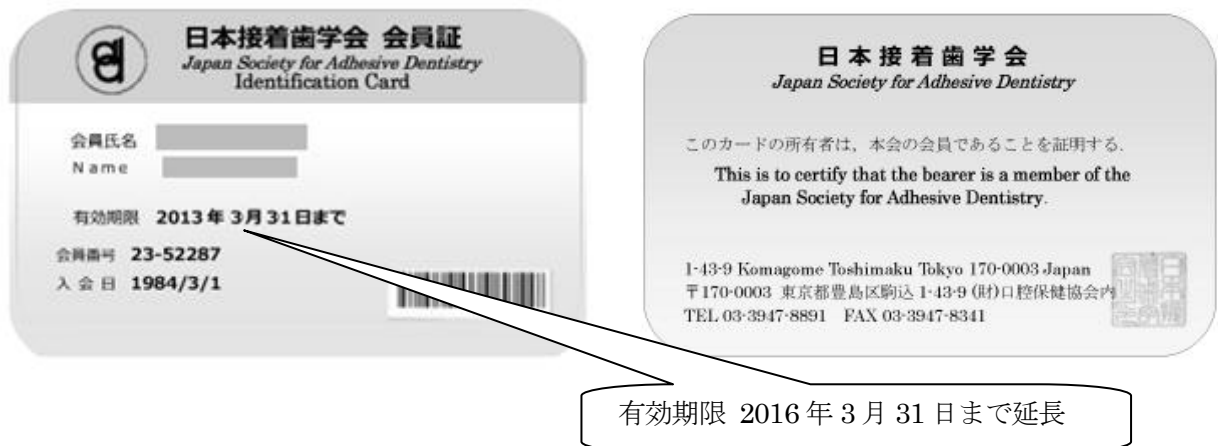 日本接着歯学会 会員証
Japan Society for Adhesive Dentistry
Identification Card
会員氏名
Name
有効期限 2013年 3月31日まで
会員番号 23-52287
入 会 日 1984/3/1
日本接着歯学会
Japan Society for Adhesive Dentistry
このカードの所有者は，本会の会員であることを証明する．
This is to certify that the bearer is a member of the
Japan Society for Adhesive Dentistry.
1-43-9 Komagome Toshimaku Tokyo 170-0003 Japan
〒170-0003 東京都豊島区駒込 1-43-9 (財)口腔保健協会内
TEL 03-3947-8891 FAX 03-3947-8341
有効期限 2016 年 3 月 31 日まで延長